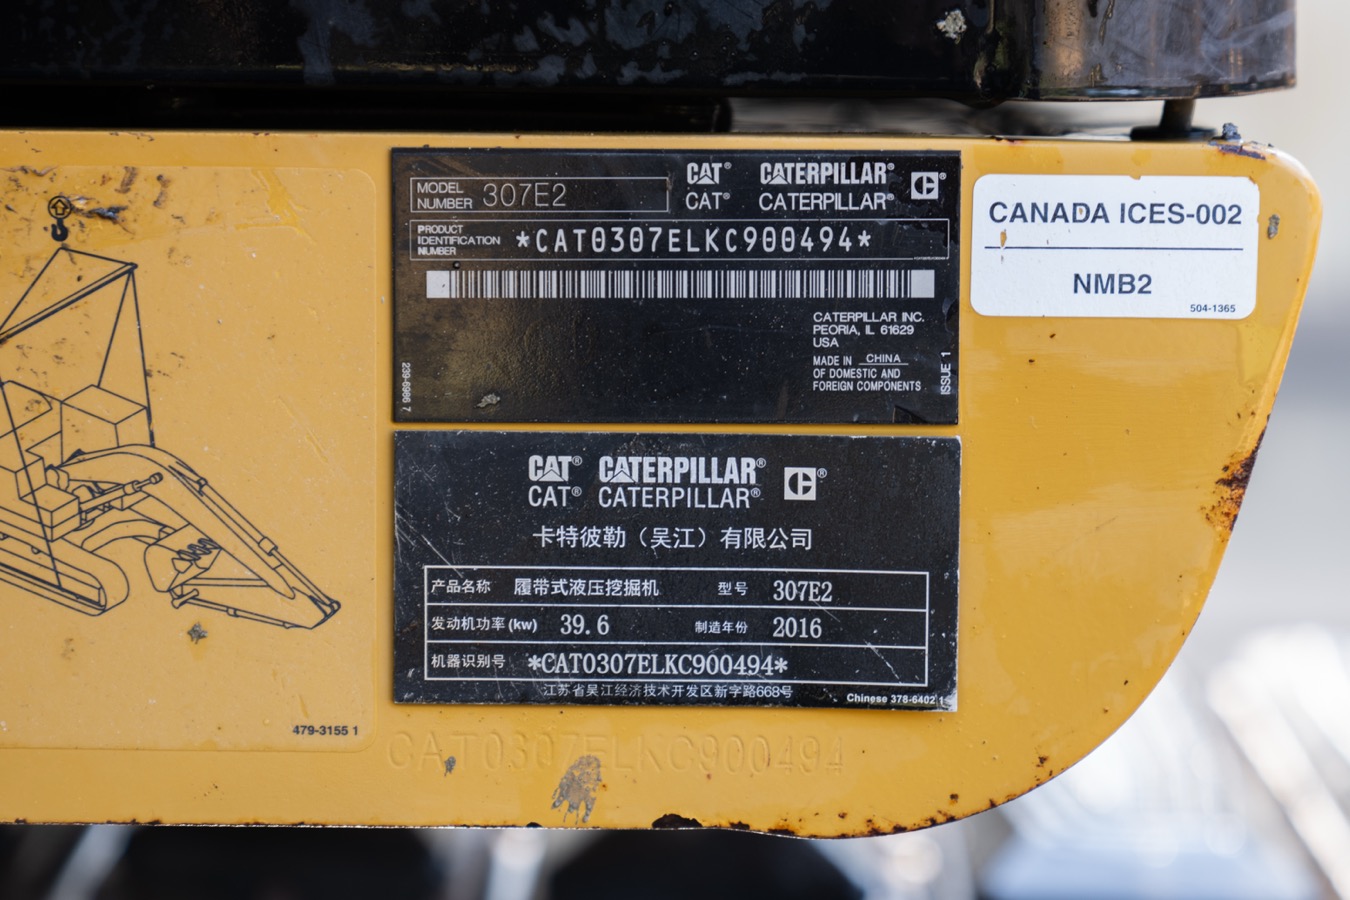 MODEL NUMBER 307E2
CAT® CATERPILLAR®
CAT® CATERPILLAR®
PRODUCT IDENTIFICATION NUMBER *CAT0307ELKC900494*
CATERPILLAR INC.
PEORIA, IL 61629
USA
MADE IN CHINA
OF DOMESTIC AND
FOREIGN COMPONENTS
ISSUE 1
239-6986 7
CANADA ICES-002
NMB2
504-1365
CAT® CATERPILLAR®
CAT® CATERPILLAR®
卡特彼勒（吴江）有限公司
产品名称 履带式液压挖掘机 型号 307E2
发动机功率(kw) 39.6 制造年份 2016
机器识别号 *CAT0307ELKC900494*
江苏省吴江经济技术开发区新字路668号
Chinese 378-6402 1
479-3155 1
CAT0307ELKC900494